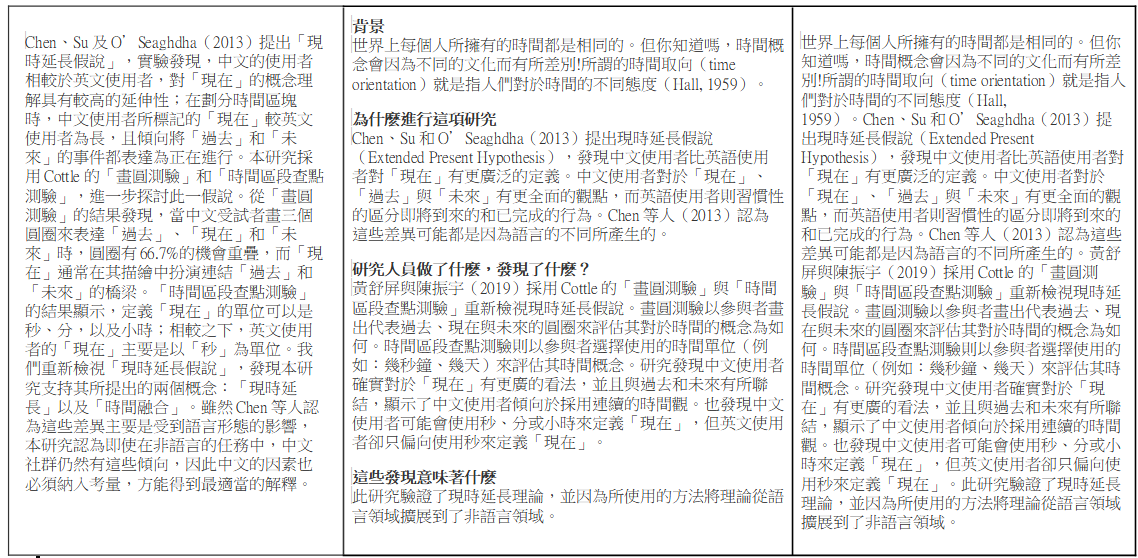 Chen、Su 及 O’Seaghdha（2013）提出「現
時延長假說」，實驗發現，中文的使用者
相較於英文使用者，對「現在」的概念理
解具有較高的延伸性；在劃分時間區塊
時，中文使用者所標記的「現在」較英文
使用者為長，且傾向將「過去」和「未
來」的事件都表達為正在進行。本研究採
用 Cottle 的「畫圓測驗」和「時間區段查點
測驗」，進一步探討此一假說。從「畫圓
測驗」的結果發現，當中文受試者畫三個
圓圈來表達「過去」、「現在」和「未
來」時，圓圈有 66.7%的機會重疊，而「現
在」通常在其描繪中扮演連結「過去」和
「未來」的橋梁。「時間區段查點測驗」
的結果顯示，定義「現在」的單位可以是
秒、分，以及小時；相較之下，英文使用
者的「現在」主要是以「秒」為單位。我
們重新檢視「現時延長假說」，發現本研
究支持其所提出的兩個概念：「現時延
長」以及「時間融合」。雖然 Chen 等人認
為這些差異主要是受到語言形態的影響，
本研究認為即使在非語言的任務中，中文
社群仍然有這些傾向，因此中文的因素也
必須納入考量，方能得到最適當的解釋。
背景
世界上每個人所擁有的時間都是相同的。但你知道嗎，時間概
念會因為不同的文化而有所差別!所謂的時間取向（time
orientation）就是指人們對於時間的不同態度（Hall, 1959）。
為什麼進行這項研究
Chen、Su 和 O’Seaghdha（2013）提出現時延長假說
（Extended Present Hypothesis），發現中文使用者比英語使用
者對「現在」有更廣泛的定義。中文使用者對於「現在」、
「過去」與「未來」有更全面的觀點，而英語使用者則習慣性
的區分即將到來的和已完成的行為。Chen 等人（2013）認為
這些差異可能都是因為語言的不同所產生的。
研究人員做了什麼，發現了什麼？
黃舒屏與陳振宇（2019）採用 Cottle 的「畫圓測驗」與「時間
區段查點測驗」重新檢視現時延長假說。畫圓測驗以參與者畫
出代表過去、現在與未來的圓圈來評估其對於時間的概念為如
何。時間區段查點測驗則以參與者選擇使用的時間單位（例
如：幾秒鐘、幾天）來評估其時間概念。研究發現中文使用者
確實對於「現在」有更廣的看法，並且與過去和未來有所聯
結，顯示了中文使用者傾向於採用連續的時間觀。也發現中文
使用者可能會使用秒、分或小時來定義「現在」，但英文使用
者卻只偏向使用秒來定義「現在」。
這些發現意味著什麼
此研究驗證了現時延長理論，並因為所使用的方法將理論從語
言領域擴展到了非語言領域。
世界上每個人所擁有的時間都是相同的。但你
知道嗎，時間概念會因為不同的文化而有所差
別!所謂的時間取向（time orientation）就是指人
們對於時間的不同態度（Hall,
1959）。Chen、Su 和 O’Seaghdha（2013）提
出現時延長假說（Extended Present
Hypothesis），發現中文使用者比英語使用者對
「現在」有更廣泛的定義。中文使用者對於
「現在」、「過去」與「未來」有更全面的觀
點，而英語使用者則習慣性的區分即將到來的
和已完成的行為。Chen 等人（2013）認為這些
差異可能都是因為語言的不同所產生的。黃舒
屏與陳振宇（2019）採用 Cottle 的「畫圓測
驗」與「時間區段查點測驗」重新檢視現時延
長假說。畫圓測驗以參與者畫出代表過去、現
在與未來的圓圈來評估其對於時間的概念為如
何。時間區段查點測驗則以參與者選擇使用的
時間單位（例如：幾秒鐘、幾天）來評估其時
間概念。研究發現中文使用者確實對於「現
在」有更廣的看法，並且與過去和未來有所聯
結，顯示了中文使用者傾向於採用連續的時間
觀。也發現中文使用者可能會使用秒、分或小
時來定義「現在」，但英文使用者卻只偏向使
用秒來定義「現在」。此研究驗證了現時延長
理論，並因為所使用的方法將理論從語言領域
擴展到了非語言領域。